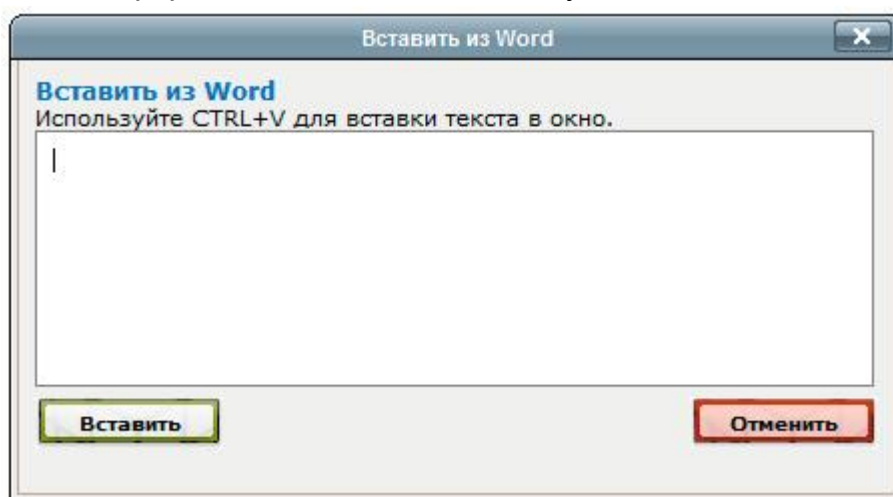 Вставить из Word
Вставить из Word
Используйте CTRL+V для вставки текста в окно.
Вставить
Отменить